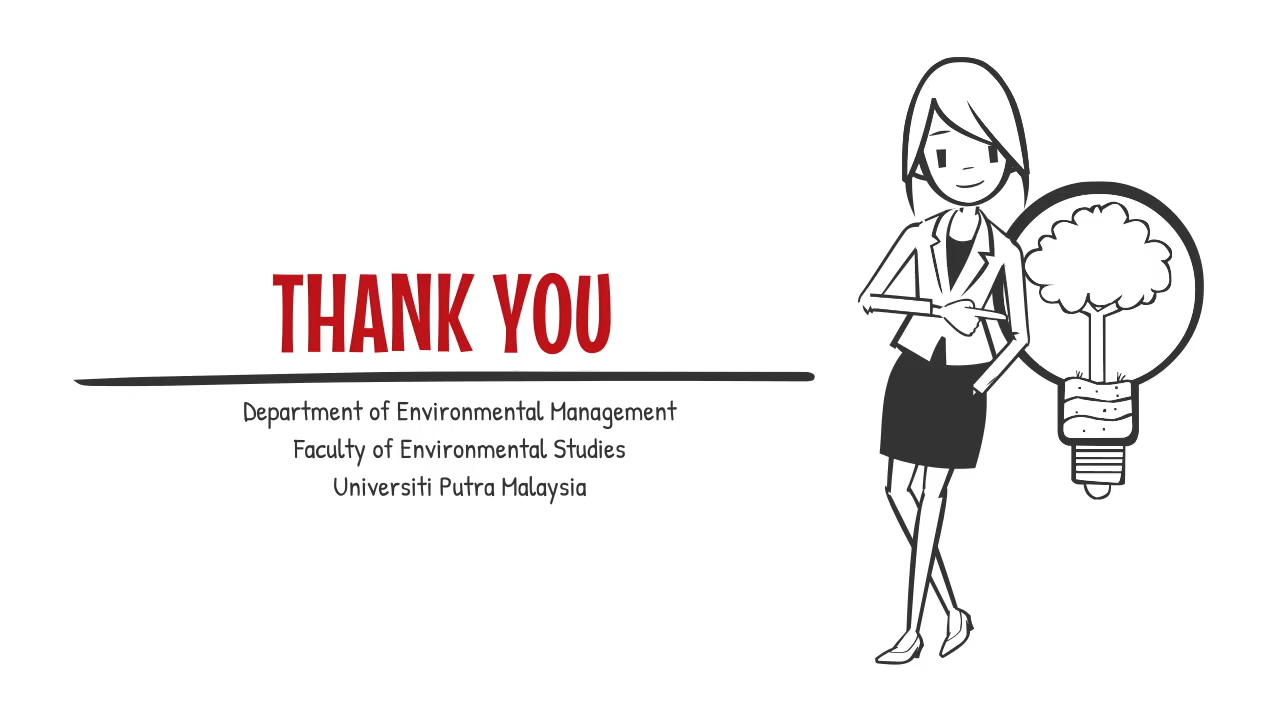 THANK YOU
Department of Environmental Management
Faculty of Environmental Studies
Universiti Putra Malaysia